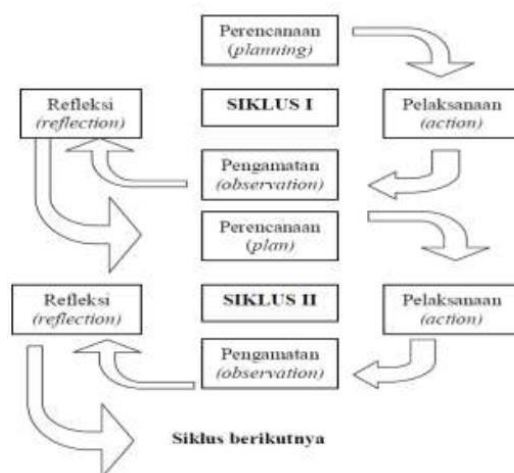 Perencanaan
(planning)
Refleksi
(reflection)
SIKLUS I
Pelaksanaan
(action)
Pengamatan
(observation)
Perencanaan
(plan)
Refleksi
(reflection)
SIKLUS II
Pelaksanaan
(action)
Pengamatan
(observation)
Siklus berikutnya